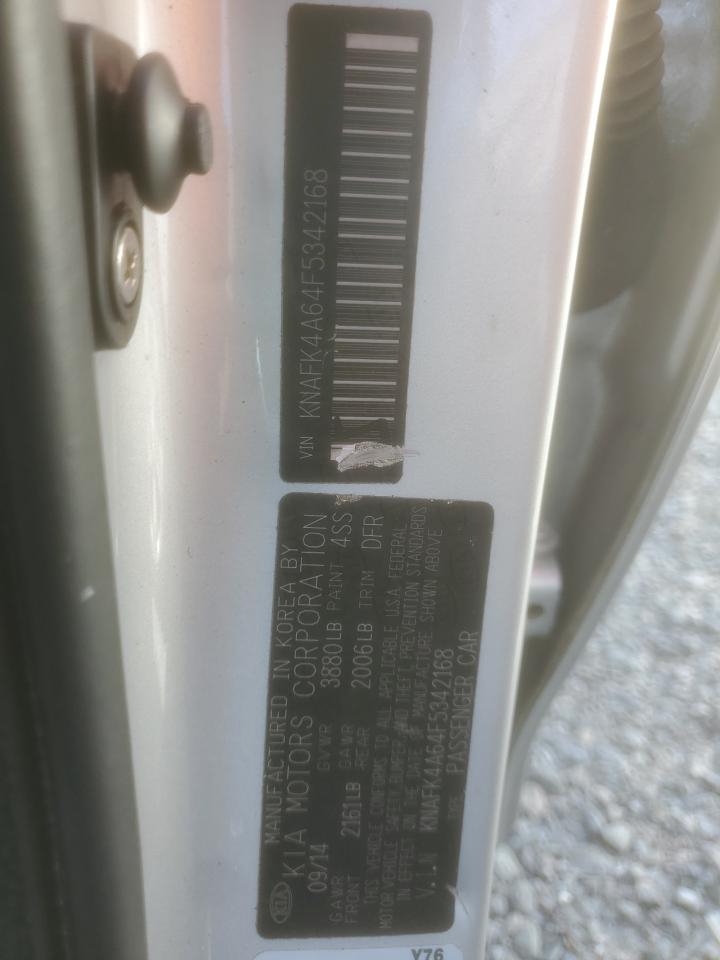 VIN KNAFK4A64F5342168
KIA
MANUFACTURED IN KOREA BY
KIA MOTORS CORPORATION
09/14 GVWR 3880LB PAINT 4SS
GAWR FRONT 2161LB GAWR REAR 2006LB TRIM DFR
THIS VEHICLE CONFORMS TO ALL APPLICABLE U.S.A. FEDERAL
MOTOR VEHICLE SAFETY, BUMPER, AND THEFT PREVENTION STANDARDS
IN EFFECT ON THE DATE OF MANUFACTURE SHOWN ABOVE
V.I.N KNAFK4A64F5342168
TYPE PASSENGER CAR
Y76